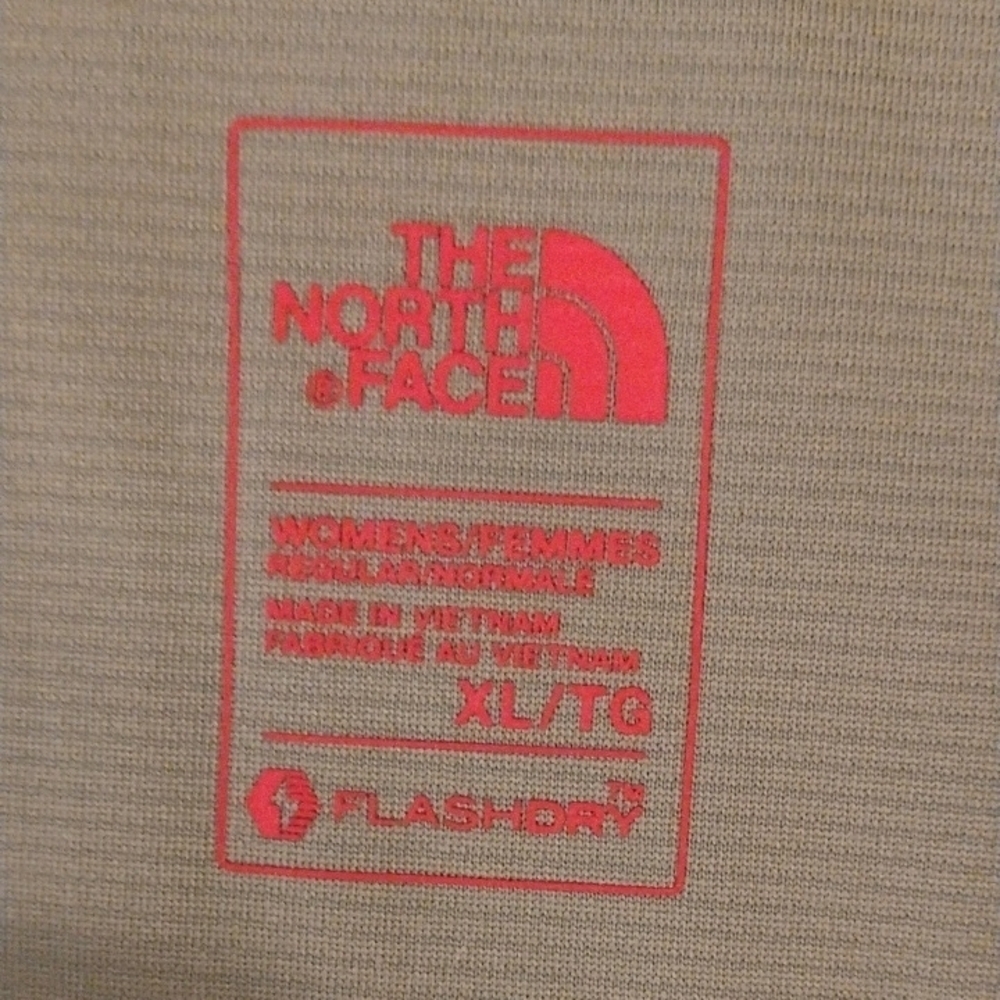 THE
NORTH
®FACE
WOMENS/FEMMES
REGULAR/NORMALE
MADE IN VIETNAM
FABRIQUÉ AU VIETNAM
XL/TG
FLASHDRY™